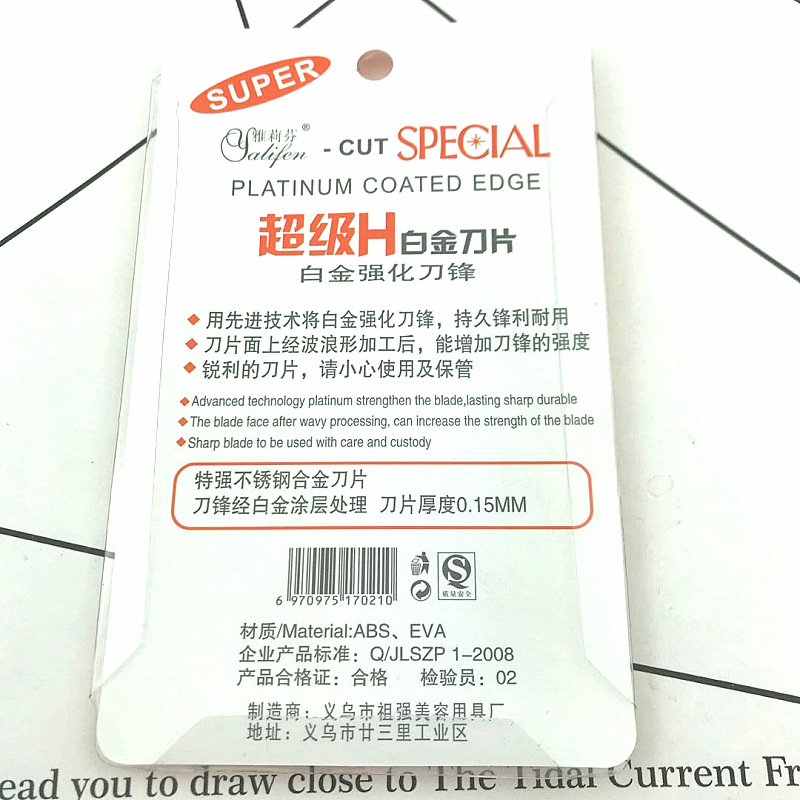 SUPER
雅莉芬®
Yalifen - CUT SPECIAL
PLATINUM COATED EDGE
超级H白金刀片
白金强化刀锋
用先进技术将白金强化刀锋，持久锋利耐用
刀片面上经波浪形加工后，能增加刀锋的强度
锐利的刀片，请小心使用及保管
Advanced technology platinum strengthen the blade,lasting sharp durable
The blade face after wavy processing, can increase the strength of the blade
Sharp blade to be used with care and custody
特强不锈钢合金刀片
刀锋经白金涂层处理 刀片厚度0.15MM
6 970975 170210
质量安全
材质/Material:ABS、EVA
企业产品标准：Q/JLSZP 1-2008
产品合格证：合格 检验员：02
制造商：义乌市祖强美容用具厂
地址：义乌市廿三里工业区
ead you to draw close to The Tidal Current Fr